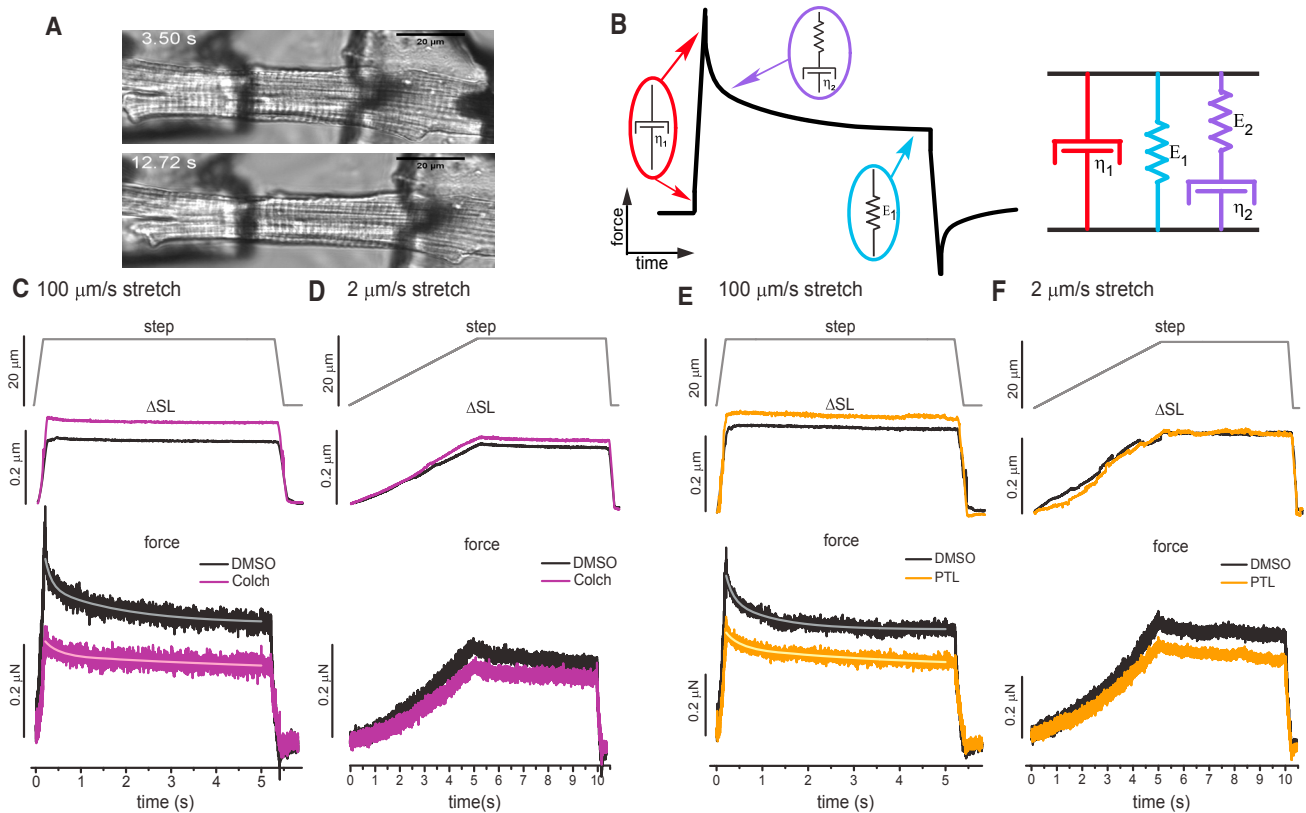 A
3.50 s
20 μm
12.72 s
20 μm
B
force
time
η1
η2
E1
η1
E1
E2
η2
C 100 μm/s stretch
step
20 μm
ΔSL
0.2 μm
force
DMSO
Colch
0.2 μN
0 1 2 3 4 5
time (s)
D 2 μm/s stretch
step
20 μm
ΔSL
0.2 μm
force
DMSO
Colch
0.2 μN
0 1 2 3 4 5 6 7 8 9 10
time(s)
E 100 μm/s stretch
step
20 μm
ΔSL
0.2 μm
force
DMSO
PTL
0.2 μN
0 1 2 3 4 5
time (s)
F 2 μm/s stretch
step
20 μm
ΔSL
0.2 μm
force
DMSO
PTL
0.2 μN
0 1 2 3 4 5 6 7 8 9 10
time (s)